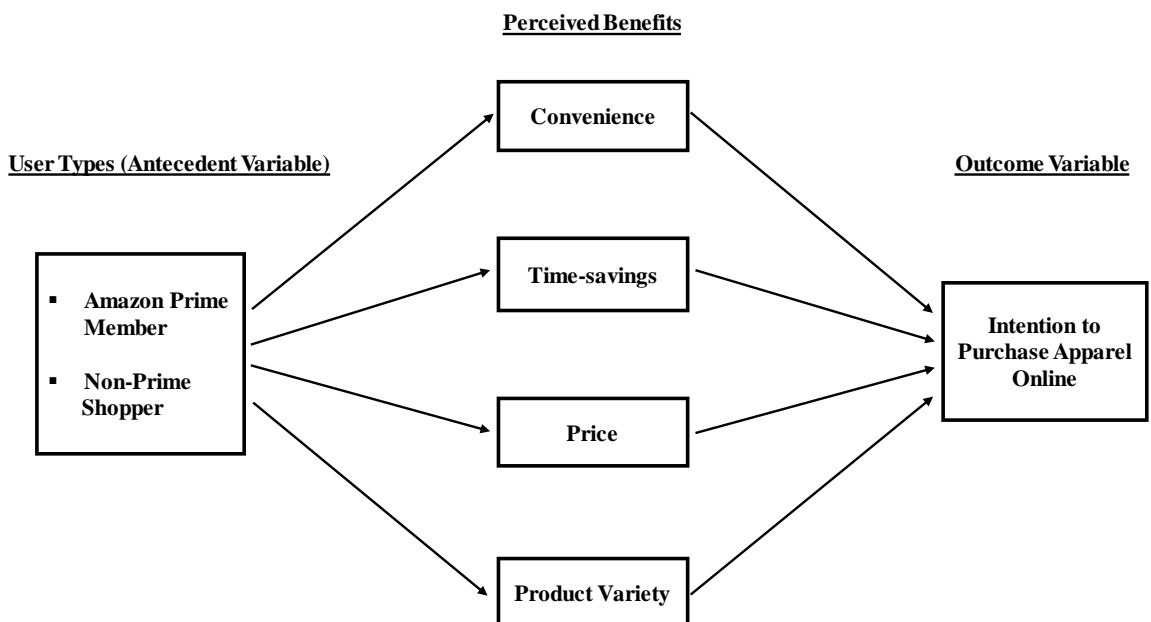 Perceived Benefits
Convenience
User Types (Antecedent Variable)
Outcome Variable
Time-savings
▪ Amazon Prime
Member
▪ Non-Prime
Shopper
Intention to
Purchase Apparel
Online
Price
Product Variety